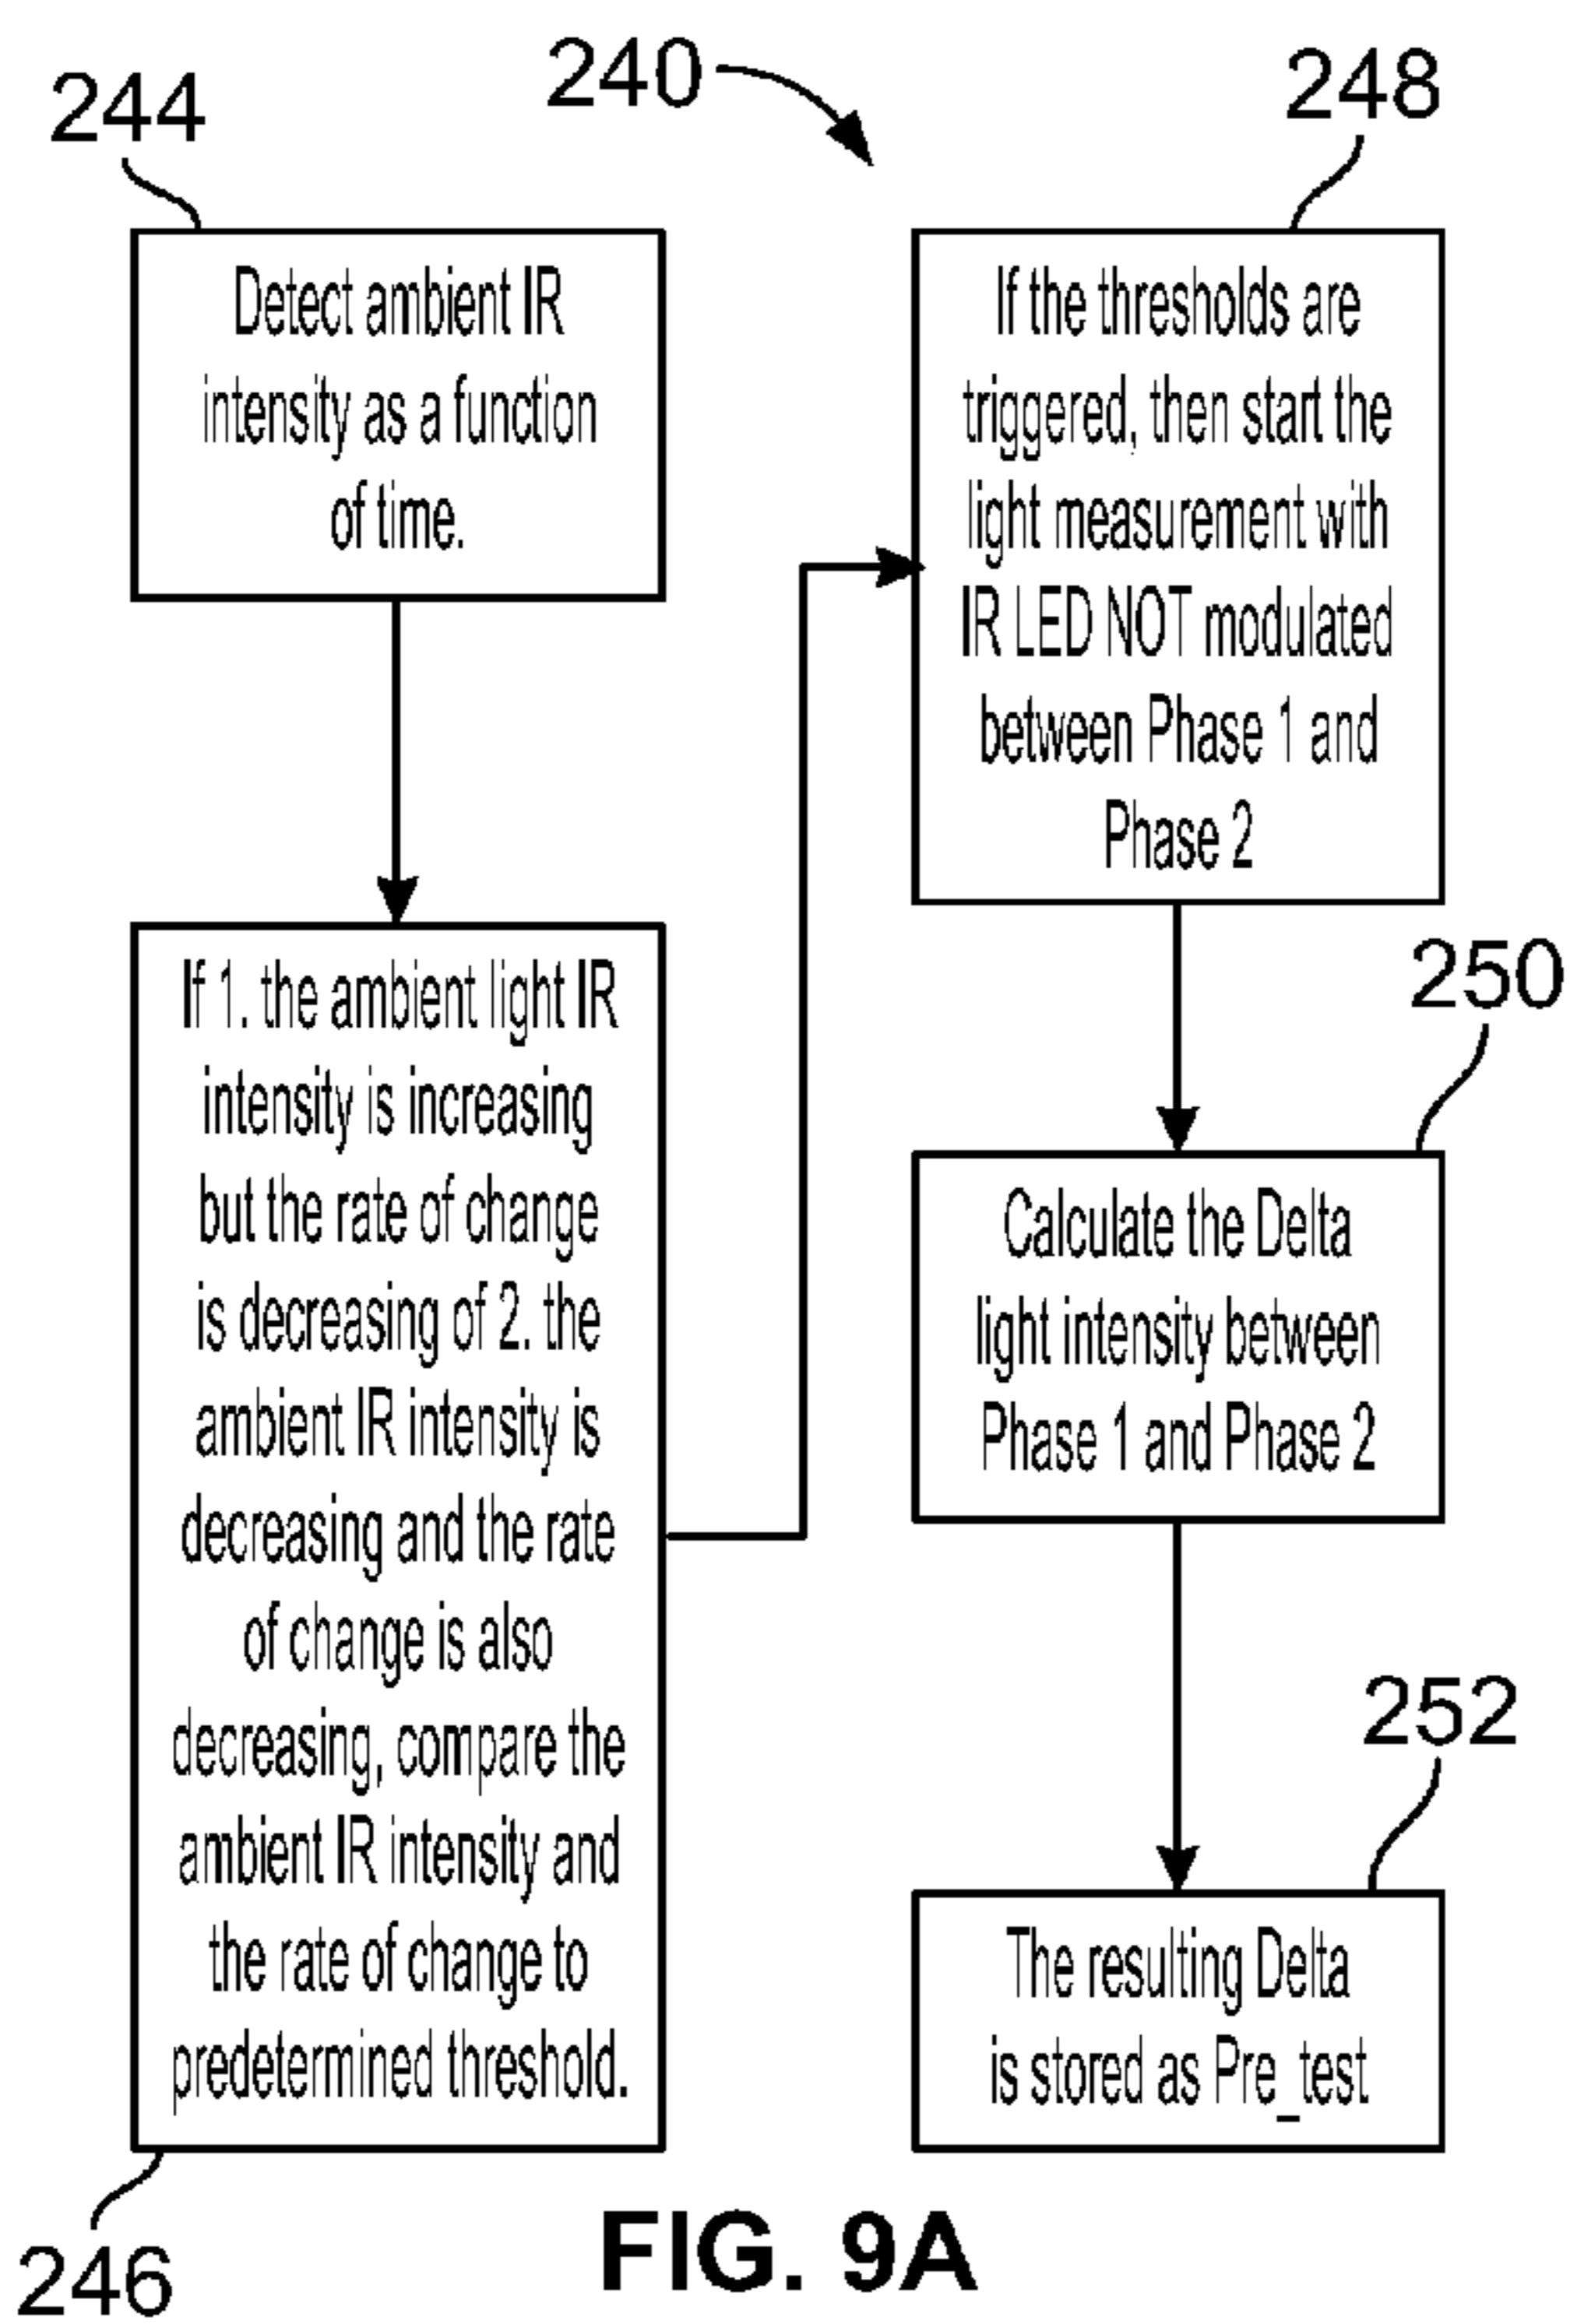 240
244
Detect ambient IR
intensity as a function
of time.
If 1. the ambient light IR
intensity is increasing
but the rate of change
is decreasing of 2. the
ambient IR intensity is
decreasing and the rate
of change is also
decreasing, compare the
ambient IR intensity and
the rate of change to
predetermined threshold.
246
248
If the thresholds are
triggered, then start the
light measurement with
IR LED NOT modulated
between Phase 1 and
Phase 2
250
Calculate the Delta
light intensity between
Phase 1 and Phase 2
252
The resulting Delta
is stored as Pre_test
FIG. 9A